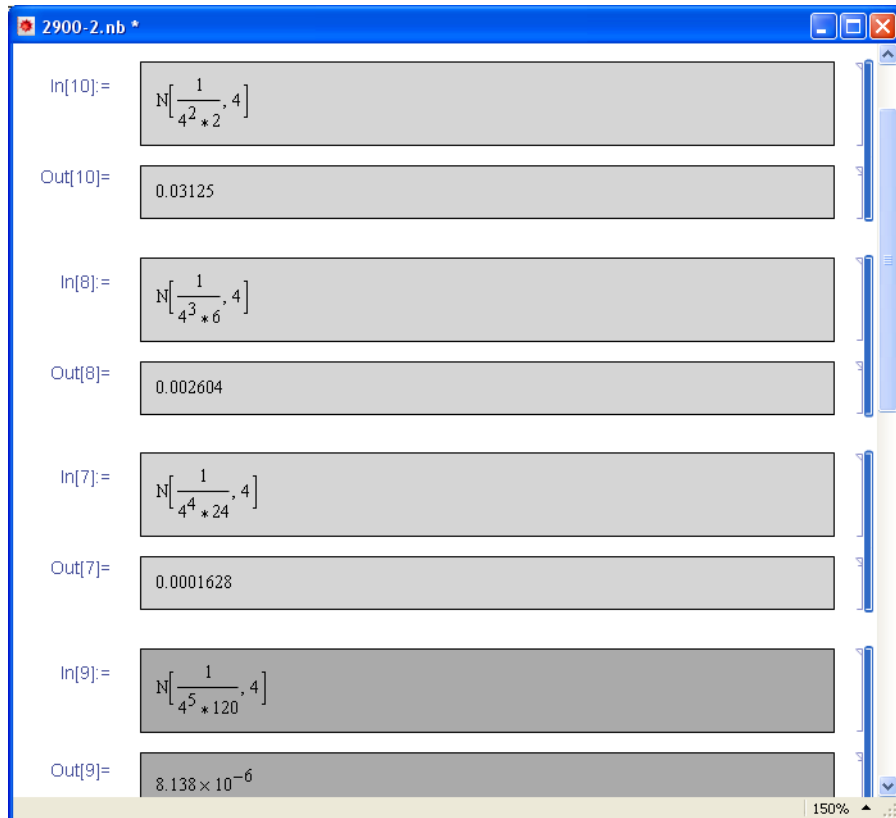 2900-2.nb *
In[10]:=
N[1/(4^2 * 2), 4]
Out[10]=
0.03125
In[8]:=
N[1/(4^3 * 6), 4]
Out[8]=
0.002604
In[7]:=
N[1/(4^4 * 24), 4]
Out[7]=
0.0001628
In[9]:=
N[1/(4^5 * 120), 4]
Out[9]=
8.138 × 10^-6
150%